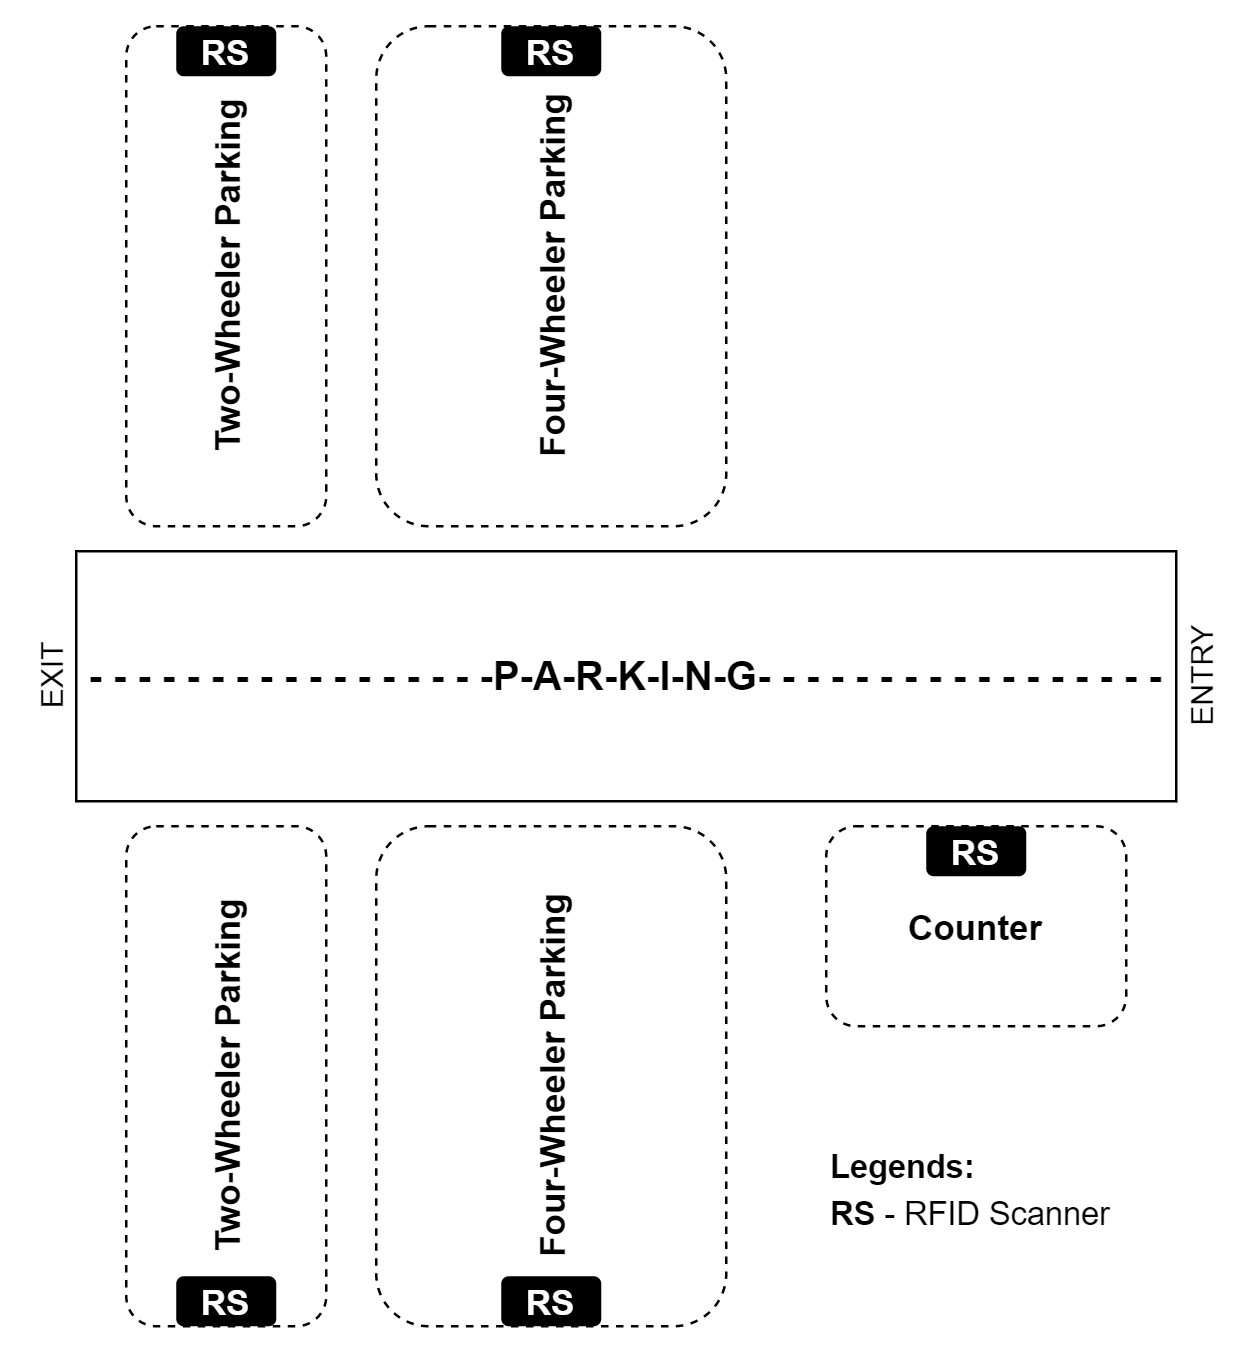 RS
Two-Wheeler Parking
RS
Four-Wheeler Parking
EXIT
P-A-R-K-I-N-G
ENTRY
Two-Wheeler Parking
RS
Four-Wheeler Parking
RS
RS
Counter
Legends:
RS - RFID Scanner